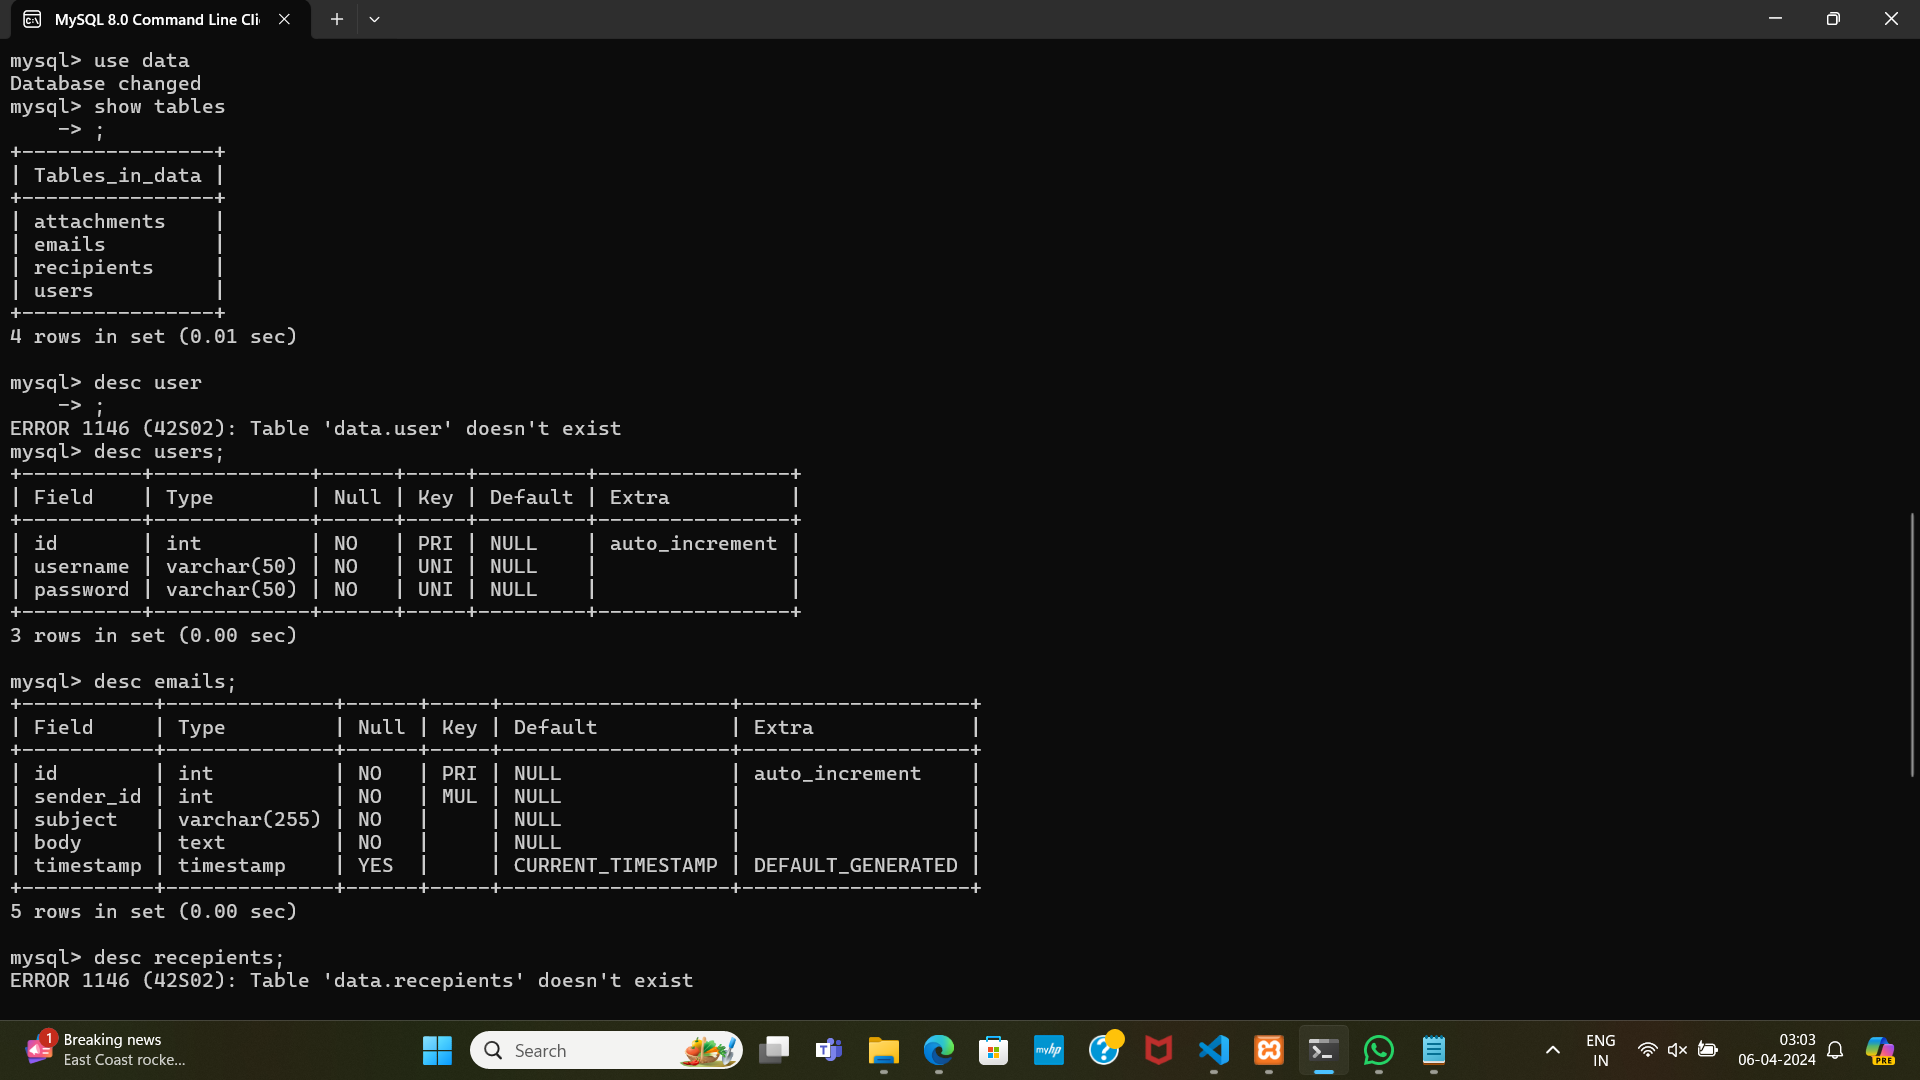 MySQL 8.0 Command Line Cli
mysql> use data
Database changed
mysql> show tables
    -> ;
+----------------+
| Tables_in_data |
+----------------+
| attachments    |
| emails         |
| recipients     |
| users          |
+----------------+
4 rows in set (0.01 sec)

mysql> desc user
    -> ;
ERROR 1146 (42S02): Table 'data.user' doesn't exist
mysql> desc users;
+----------+-------------+------+-----+---------+----------------+
| Field    | Type        | Null | Key | Default | Extra          |
+----------+-------------+------+-----+---------+----------------+
| id       | int         | NO   | PRI | NULL    | auto_increment |
| username | varchar(50) | NO   | UNI | NULL    |                |
| password | varchar(50) | NO   | UNI | NULL    |                |
+----------+-------------+------+-----+---------+----------------+
3 rows in set (0.00 sec)

mysql> desc emails;
+-----------+--------------+------+-----+-------------------+-------------------+
| Field     | Type         | Null | Key | Default           | Extra             |
+-----------+--------------+------+-----+-------------------+-------------------+
| id        | int          | NO   | PRI | NULL              | auto_increment    |
| sender_id | int          | NO   | MUL | NULL              |                   |
| subject   | varchar(255) | NO   |     | NULL              |                   |
| body      | text         | NO   |     | NULL              |                   |
| timestamp | timestamp    | YES  |     | CURRENT_TIMESTAMP | DEFAULT_GENERATED |
+-----------+--------------+------+-----+-------------------+-------------------+
5 rows in set (0.00 sec)

mysql> desc recepients;
ERROR 1146 (42S02): Table 'data.recepients' doesn't exist
1
Breaking news
East Coast rocke...
Search
myhp
ENG
IN
03:03
06-04-2024
PRE